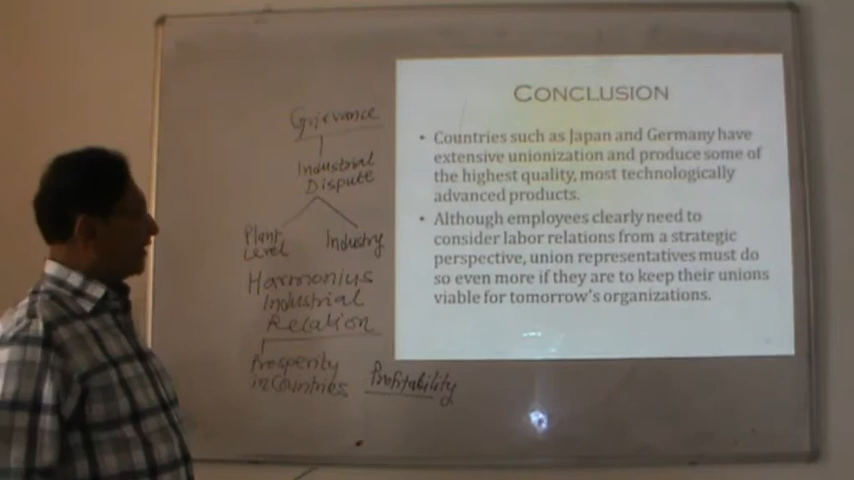 Grievance
Industrial
Dispute
Plant
Level
Industry
Harmonius
Industrial
Relation
Prosperity
in Countries
Profitability
CONCLUSION
• Countries such as Japan and Germany have
extensive unionization and produce some of
the highest quality, most technologically
advanced products.
• Although employees clearly need to
consider labor relations from a strategic
perspective, union representatives must do
so even more if they are to keep their unions
viable for tomorrow's organizations.